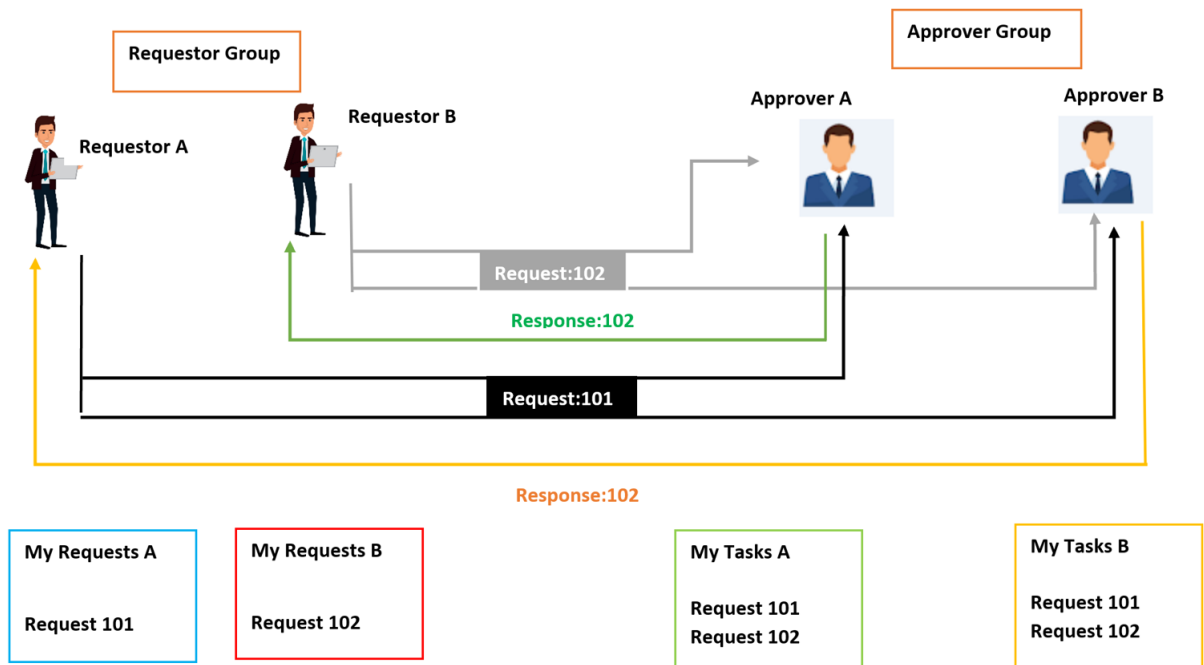 Requestor Group
Approver Group
Requestor A
Requestor B
Approver A
Approver B
Request:102
Response:102
Request:101
Response:102
My Requests A
Request 101
My Requests B
Request 102
My Tasks A
Request 101
Request 102
My Tasks B
Request 101
Request 102